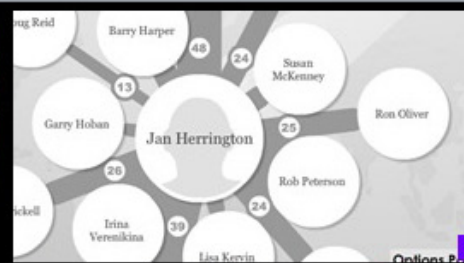 oug Reid
Barry Harper
48
24
Susan
McKenney
13
Ron Oliver
Garry Hoban
Jan Herrington
25
26
Rob Peterson
ickell
Irina
Verenikina
39
24
Lisa Kervin
Options P